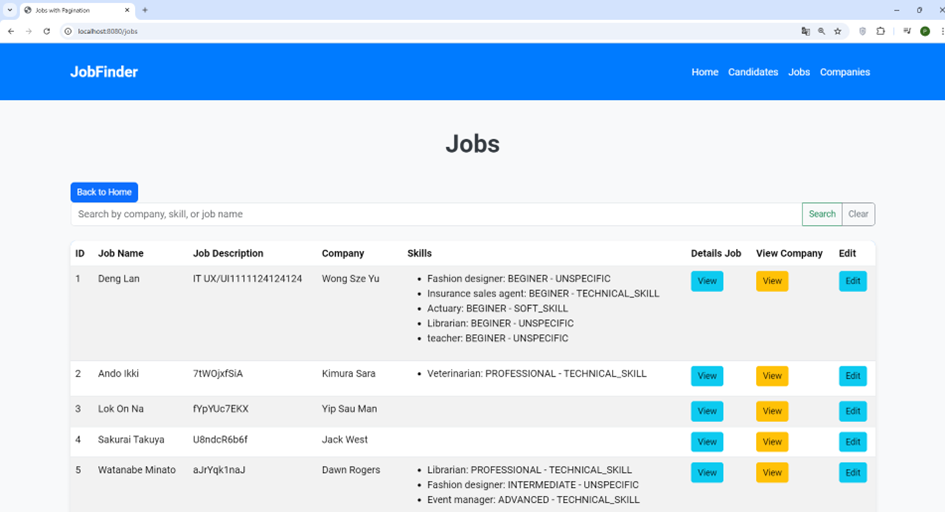 Jobs with Pagination
localhost:8080/jobs
JobFinder
Home Candidates Jobs Companies
Jobs
Back to Home
Search by company, skill, or job name Search Clear
ID Job Name Job Description Company Skills Details Job View Company Edit
1 Deng Lan IT UX/UI1111124124124 Wong Sze Yu • Fashion designer: BEGINER - UNSPECIFIC View View Edit
• Insurance sales agent: BEGINER - TECHNICAL_SKILL
• Actuary: BEGINER - SOFT_SKILL
• Librarian: BEGINER - UNSPECIFIC
• teacher: BEGINER - UNSPECIFIC
2 Ando Ikki 7tWOjxfSiA Kimura Sara • Veterinarian: PROFESSIONAL - TECHNICAL_SKILL View View Edit
3 Lok On Na fYpYUc7EKX Yip Sau Man View View Edit
4 Sakurai Takuya U8ndcR6b6f Jack West View View Edit
5 Watanabe Minato aJrYqk1naJ Dawn Rogers • Librarian: PROFESSIONAL - TECHNICAL_SKILL View View Edit
• Fashion designer: INTERMEDIATE - UNSPECIFIC
• Event manager: ADVANCED - TECHNICAL_SKILL